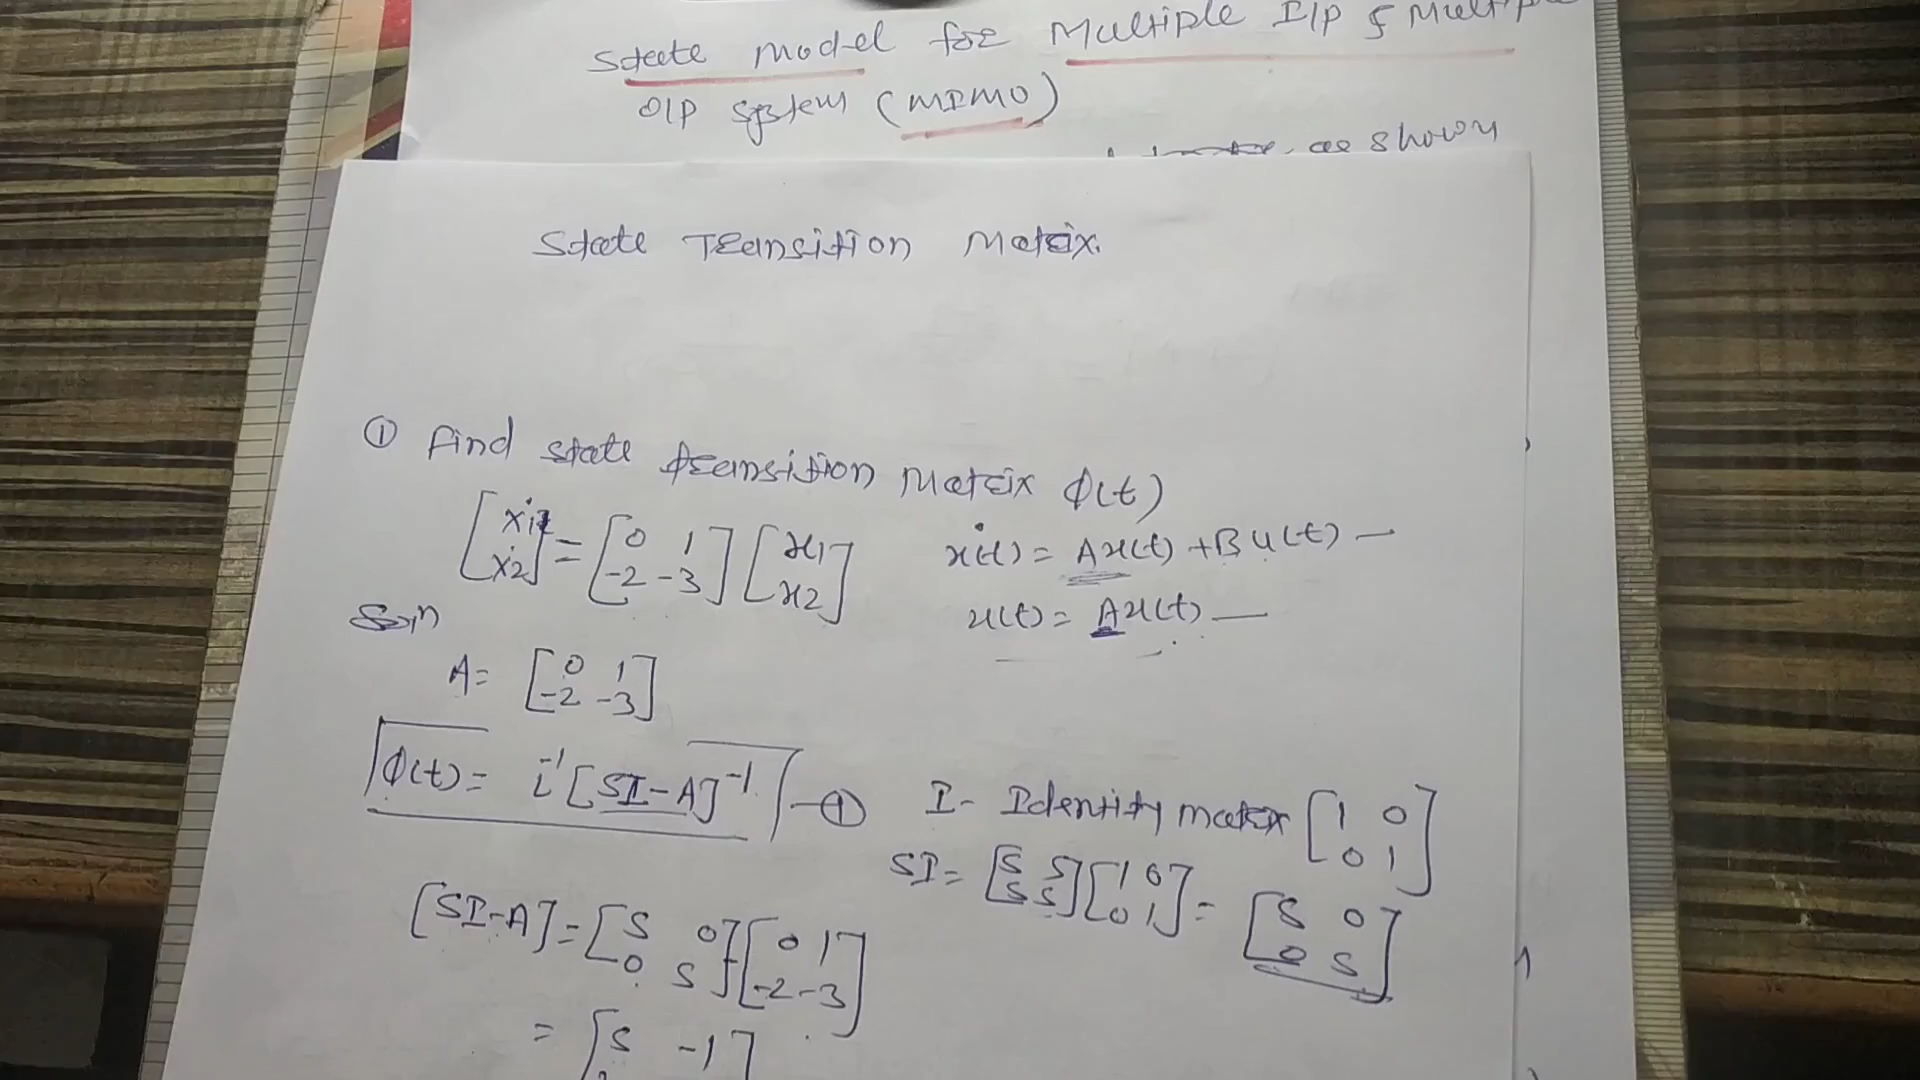 State model for Multiple I/p & Multiple
O/P system (MIMO)
as shown
State Transition Matrix.
① Find state transition Matrix ϕ(t)
[ẋ1 ẋ2] = [0 1 -2 -3] [x1 x2]
ẋ(t) = Ax(t) + Bu(t) —
x(t) = Ax(t) —
Soln
A = [0 1 -2 -3]
ϕ(t) = L⁻¹[SI-A]⁻¹ — ①
I - Identity matrix [1 0 0 1]
SI = [S S S S] [1 0 0 1] = [S 0 0 S]
[SI-A] = [S 0 0 S] - [0 1 -2 -3]
= [S -1